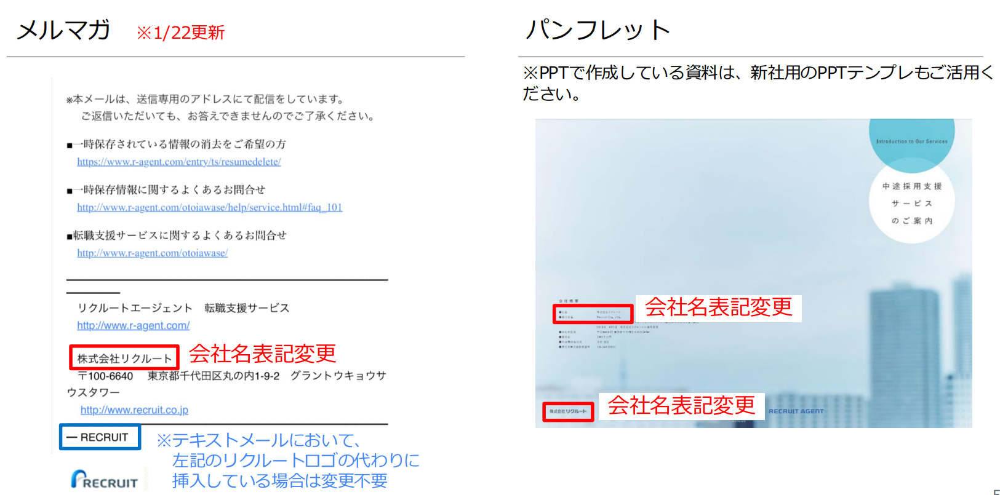 メルマガ ※1/22更新
※本メールは、送信専用のアドレスにて配信をしています。
ご返信いただいても、お答えできませんのでご了承ください。
■一時保存されている情報の消去をご希望の方
https://www.r-agent.com/entry/ts/resumedelete/
■一時保存情報に関するよくあるお問合せ
http://www.r-agent.com/otoiawase/help/service.html#faq_101
■転職支援サービスに関するよくあるお問合せ
http://www.r-agent.com/otoiawase/
リクルートエージェント　転職支援サービス
http://www.r-agent.com/
株式会社リクルート 会社名表記変更
〒100-6640　東京都千代田区丸の内1-9-2　グラントウキョウサ
ウスタワー
http://www.recruit.co.jp
― RECRUIT
※テキストメールにおいて、
左記のリクルートロゴの代わりに
挿入している場合は変更不要
RECRUIT
パンフレット
※PPTで作成している資料は、新社用のPPTテンプレもご活用く
ださい。
Introduction to Our Services
中途採用支援
サービス
のご案内
会社概要
会社名表記変更
株式会社リクルート
Recruit Co., Ltd.
株式会社リクルート 会社名表記変更 RECRUIT AGENT
5